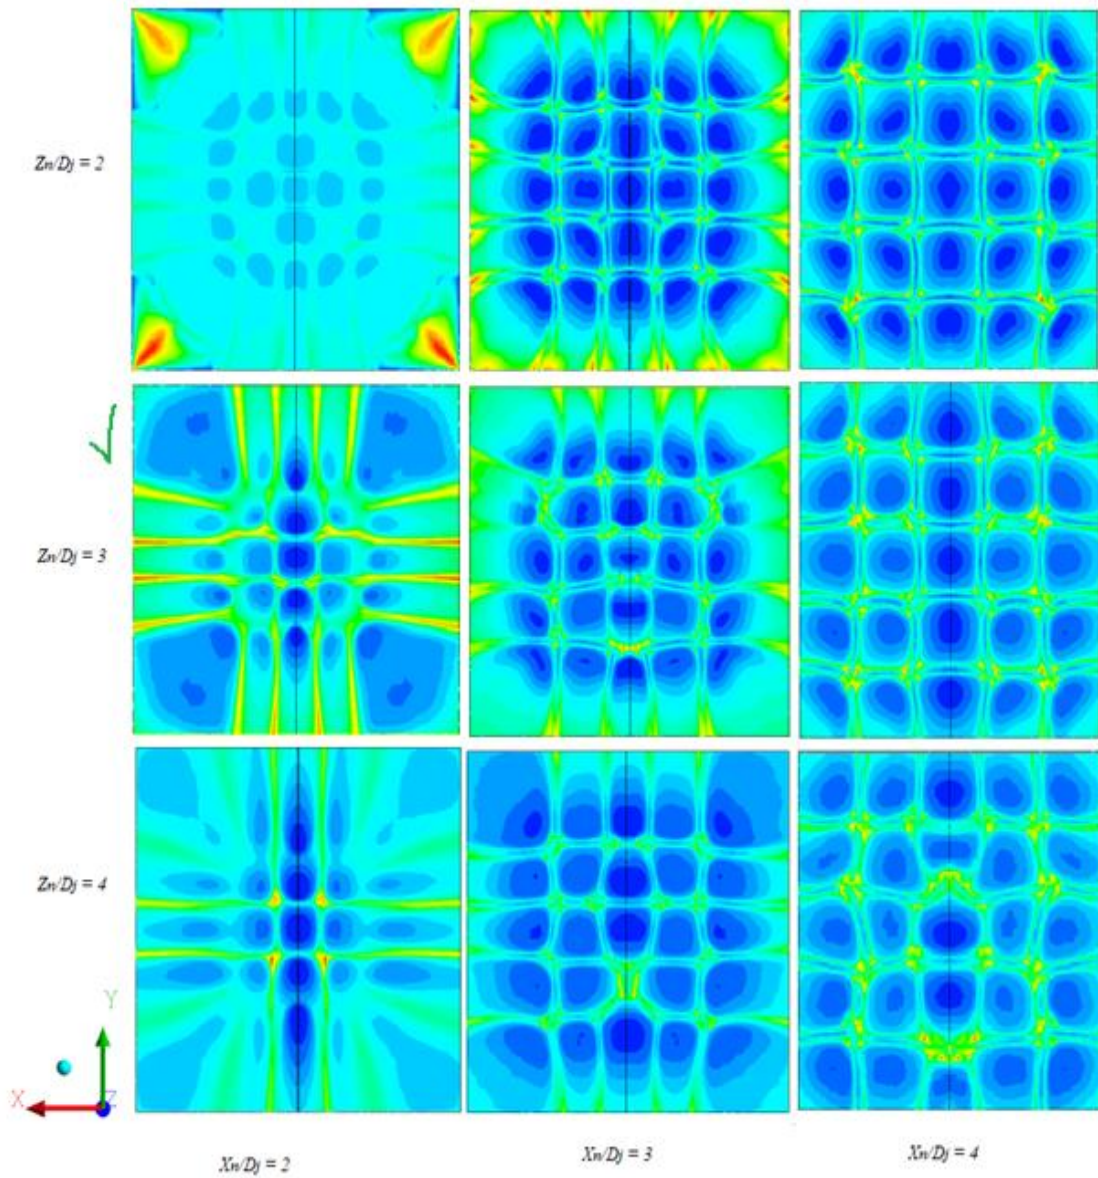 Zn/Dj = 2
Zn/Dj = 3
Zn/Dj = 4
Y
X
Z
Xn/Dj = 2
Xn/Dj = 3
Xn/Dj = 4